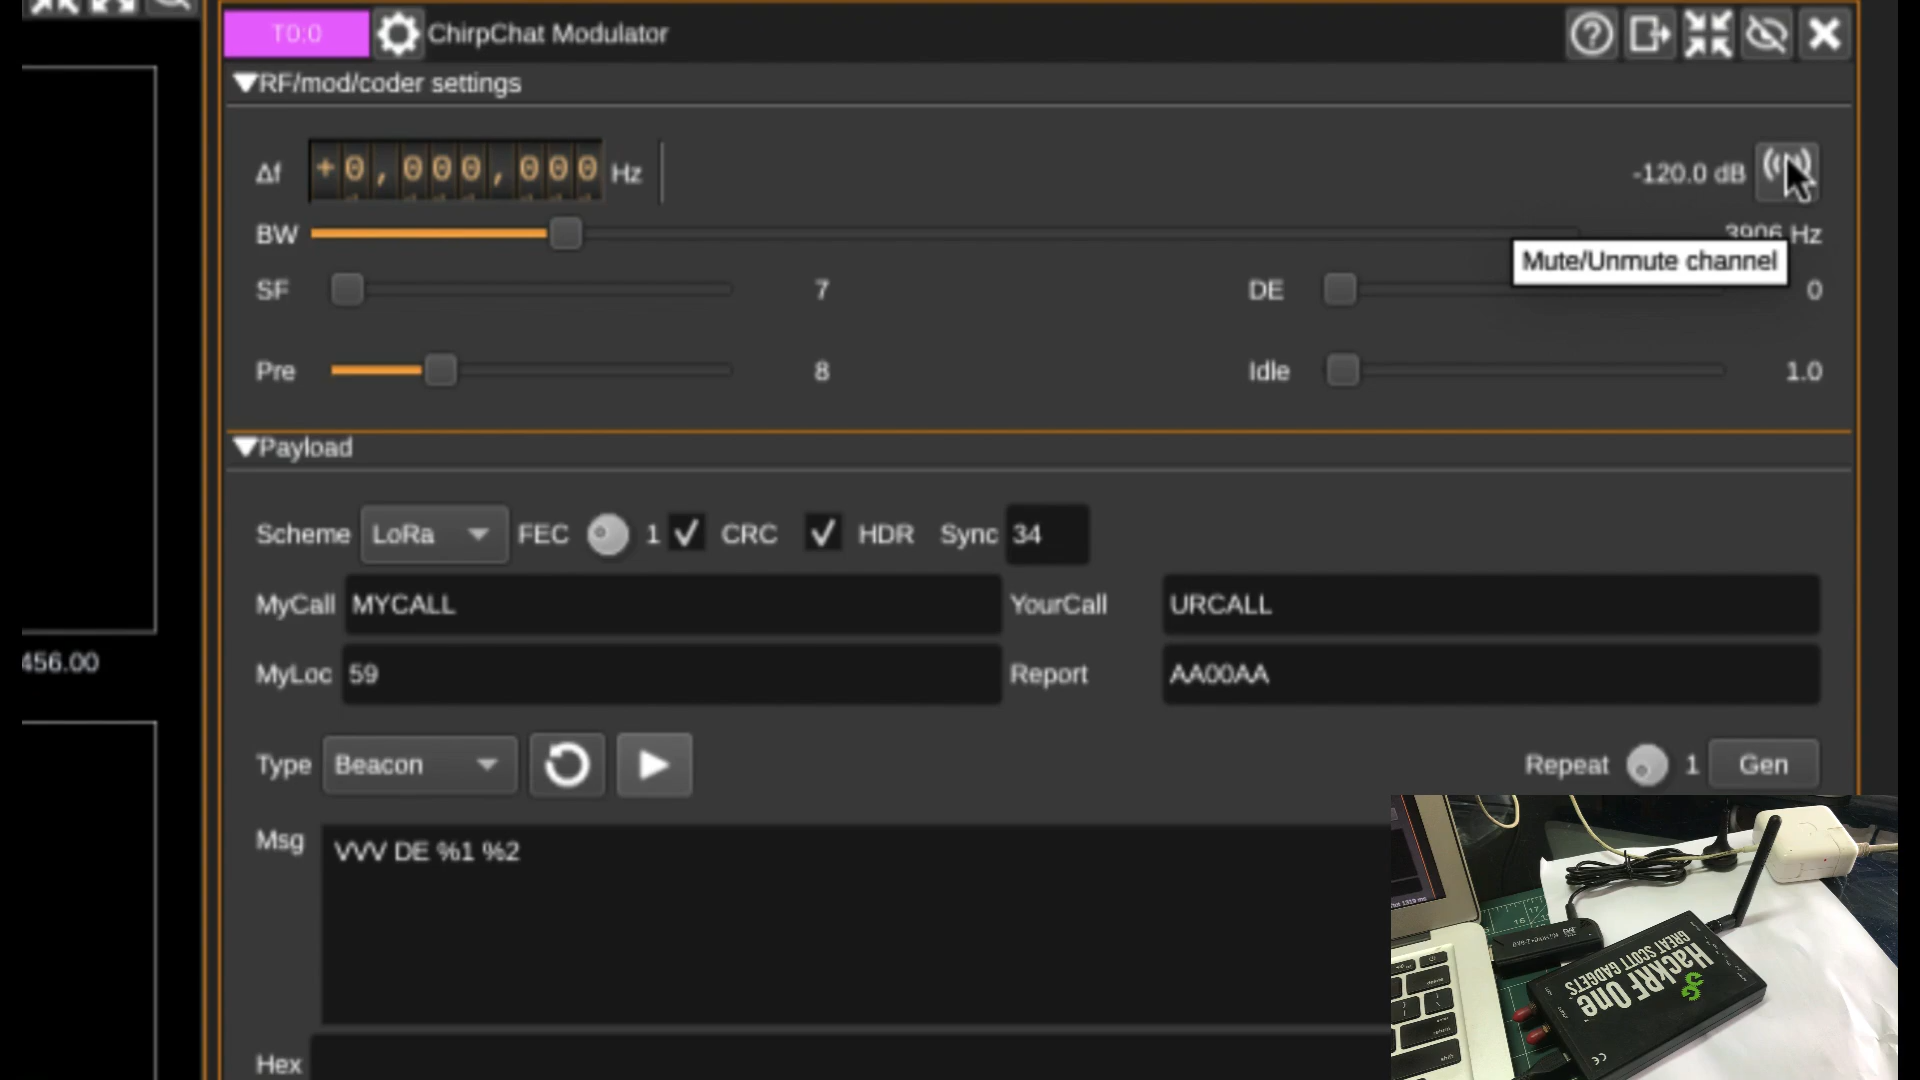 T0:0 ChirpChat Modulator
RF/mod/coder settings
Δf +0,000,000 Hz -120.0 dB
BW 3906 Hz
Mute/Unmute channel
SF 7 DE 0
Pre 8 Idle 1.0
Payload
Scheme LoRa FEC 1 CRC HDR Sync 34
MyCall MYCALL YourCall URCALL
456.00
MyLoc 59 Report AA00AA
Type Beacon Repeat 1 Gen
Msg VVV DE %1 %2
Hex
HackRF One
GREAT SCOTT GADGETS